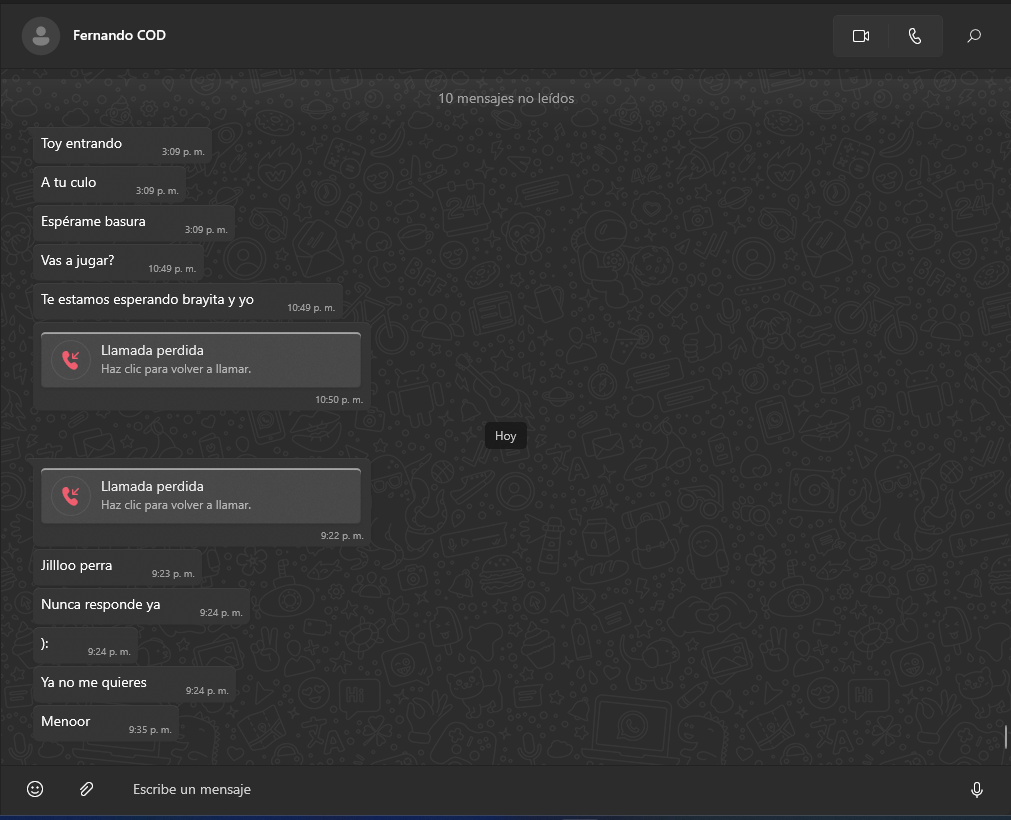 Fernando COD
10 mensajes no leídos
Toy entrando
3:09 p. m.
A tu culo
3:09 p. m.
Espérame basura
3:09 p. m.
Vas a jugar?
10:49 p. m.
Te estamos esperando brayita y yo
10:49 p. m.
Llamada perdida
Haz clic para volver a llamar.
10:50 p. m.
Hoy
Llamada perdida
Haz clic para volver a llamar.
9:22 p. m.
Jillloo perra
9:23 p. m.
Nunca responde ya
9:24 p. m.
):
9:24 p. m.
Ya no me quieres
9:24 p. m.
Menoor
9:35 p. m.
Escribe un mensaje